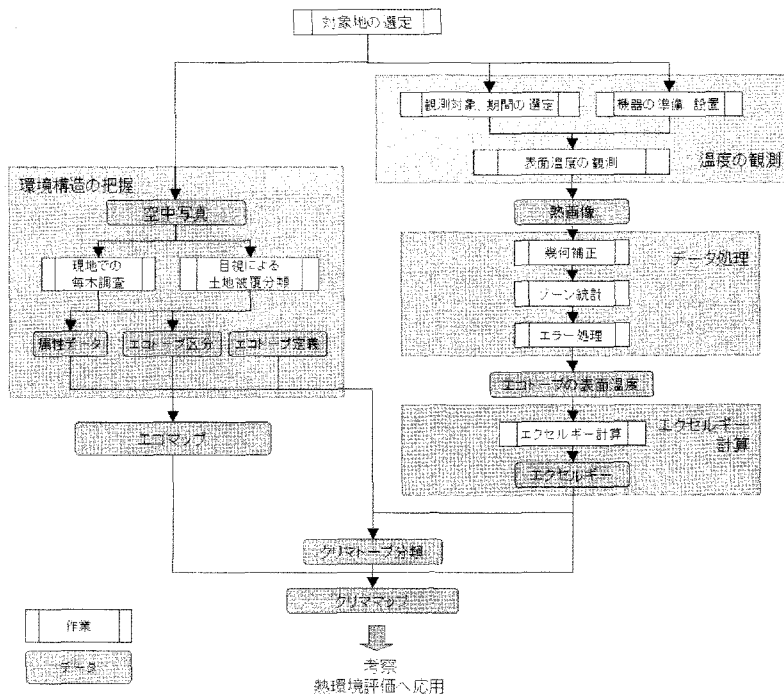 対象地の選定
観測対象、期間の選定
機器の準備 設置
表面温度の観測
温度の観測
環境構造の把握
空中写真
熱画像
現地での
毎木調査
目視による
土地被覆分類
幾何補正
データ処理
ゾーン統計
エラー処理
属性データ
エコトープ区分
エコトープ定義
エコトープの表面温度
エコマップ
エクセルギー計算
エクセルギー
計算
エクセルギー
クリマトープ分類
クリママップ
作業
データ
考察
熱環境評価へ応用